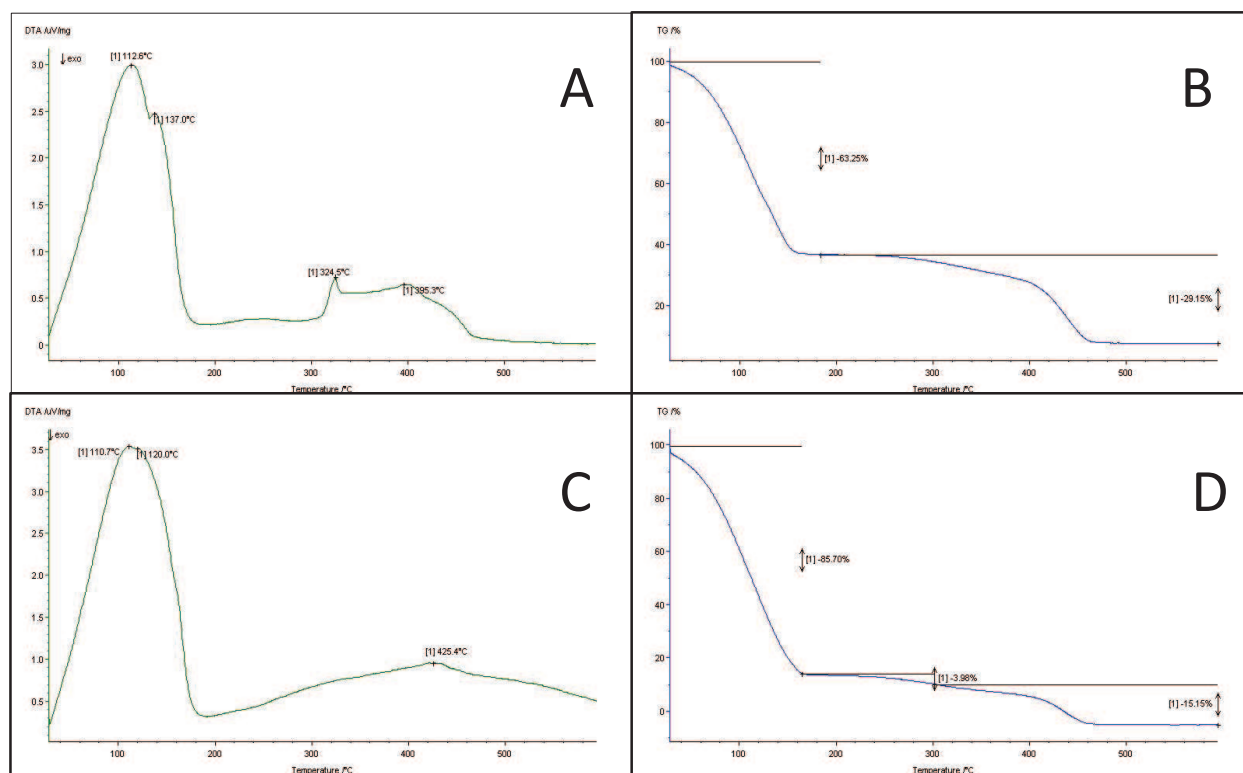 DTA /uV/mg
↓ exo
[1] 112.6°C
3.0
A
2.5
[1] 137.0°C
2.0
1.5
1.0
[1] 324.5°C
0.5
[1] 395.3°C
0
100 200 300 400 500
Temperature /°C
TG /%
100
B
80
[1] -63.25%
60
40
[1] -29.15%
20
100 200 300 400 500
Temperature /°C
DTA /uV/mg
↓ exo
3.5
[1] 110.7°C [1] 120.0°C
C
3.0
2.5
2.0
1.5
[1] 425.4°C
1.0
0.5
100 200 300 400 500
Temperature /°C
TG /%
100
D
80
60
[1] -85.70%
40
20
[1] -3.98%
[1] -15.15%
0
100 200 300 400 500
Temperature /°C